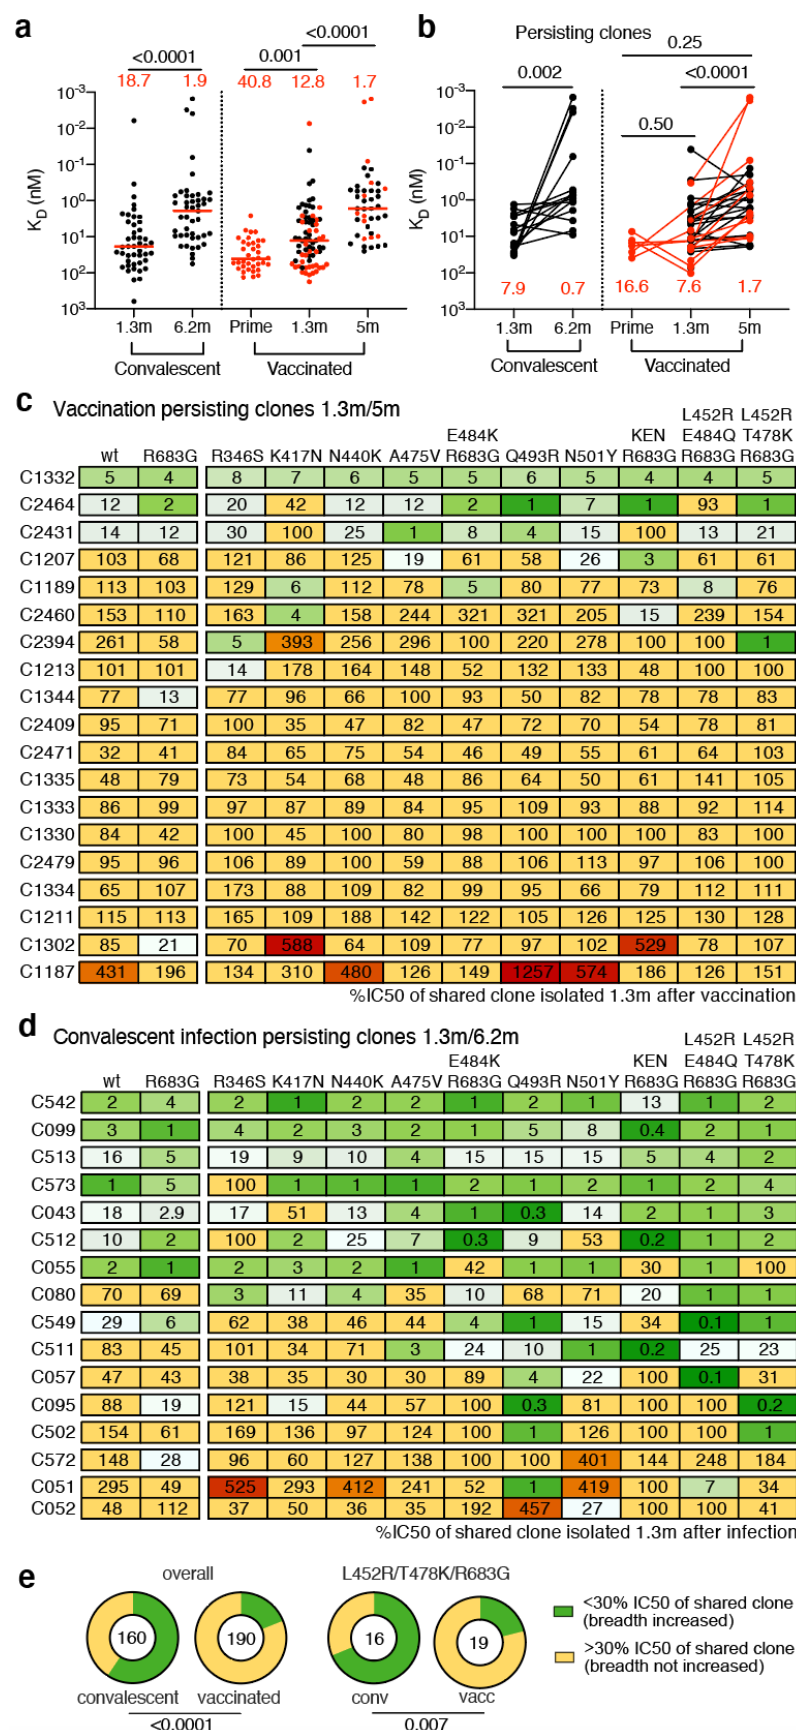 a
<0.0001
<0.0001
0.001
18.7 1.9 40.8 12.8 1.7
10-3
10-2
10-1
100
101
102
103
KD (nM)
1.3m 6.2m Prime 1.3m 5m
Convalescent Vaccinated
b
Persisting clones
0.25
0.002 <0.0001
0.50
10-3
10-2
10-1
100
101
102
103
KD (nM)
7.9 0.7 16.6 7.6 1.7
1.3m 6.2m Prime 1.3m 5m
Convalescent Vaccinated
c Vaccination persisting clones 1.3m/5m
L452R L452R
E484K KEN E484Q T478K
wt R683G R346S K417N N440K A475V R683G Q493R N501Y R683G R683G R683G
C1332 5 4 8 7 6 5 5 6 5 4 4 5
C2464 12 2 20 42 12 12 2 1 7 1 93 1
C2431 14 12 30 100 25 1 8 4 15 100 13 21
C1207 103 68 121 86 125 19 61 58 26 3 61 61
C1189 113 103 129 6 112 78 5 80 77 73 8 76
C2460 153 110 163 4 158 244 321 321 205 15 239 154
C2394 261 58 5 393 256 296 100 220 278 100 100 1
C1213 101 101 14 178 164 148 52 132 133 48 100 100
C1344 77 13 77 96 66 100 93 50 82 78 78 83
C2409 95 71 100 35 47 82 47 72 70 54 78 81
C2471 32 41 84 65 75 54 46 49 55 61 64 103
C1335 48 79 73 54 68 48 86 64 50 61 141 105
C1333 86 99 97 87 89 84 95 109 93 88 92 114
C1330 84 42 100 45 100 80 98 100 100 100 83 100
C2479 95 96 106 89 100 59 88 106 113 97 106 100
C1334 65 107 173 88 109 82 99 95 66 79 112 111
C1211 115 113 165 109 188 142 122 105 126 125 130 128
C1302 85 21 70 588 64 109 77 97 102 529 78 107
C1187 431 196 134 310 480 126 149 1257 574 186 126 151
%IC50 of shared clone isolated 1.3m after vaccination
d Convalescent infection persisting clones 1.3m/6.2m
L452R L452R
E484K KEN E484Q T478K
wt R683G R346S K417N N440K A475V R683G Q493R N501Y R683G R683G R683G
C542 2 4 2 1 2 2 1 2 1 13 1 2
C099 3 1 4 2 3 2 1 5 8 0.4 2 1
C513 16 5 19 9 10 4 15 15 15 5 4 2
C573 1 5 100 1 1 1 2 1 2 1 2 4
C043 18 2.9 17 51 13 4 1 0.3 14 2 1 3
C512 10 2 100 2 25 7 0.3 9 53 0.2 1 2
C055 2 1 2 3 2 1 42 1 1 30 1 100
C080 70 69 3 11 4 35 10 68 71 20 1 1
C549 29 6 62 38 46 44 4 1 15 34 0.1 1
C511 83 45 101 34 71 3 24 10 1 0.2 25 23
C057 47 43 38 35 30 30 89 4 22 100 0.1 31
C095 88 19 121 15 44 57 100 0.3 81 100 100 0.2
C502 154 61 169 136 97 124 100 1 126 100 100 1
C572 148 28 96 60 127 138 100 100 401 144 248 184
C051 295 49 525 293 412 241 52 1 419 100 7 34
C052 48 112 37 50 36 35 192 457 27 100 100 41
%IC50 of shared clone isolated 1.3m after infection
e
overall L452R/T478K/R683G
160 190 16 19
convalescent vaccinated conv vacc
<0.0001 0.007
<30% IC50 of shared clone
(breadth increased)
>30% IC50 of shared clone
(breadth not increased)